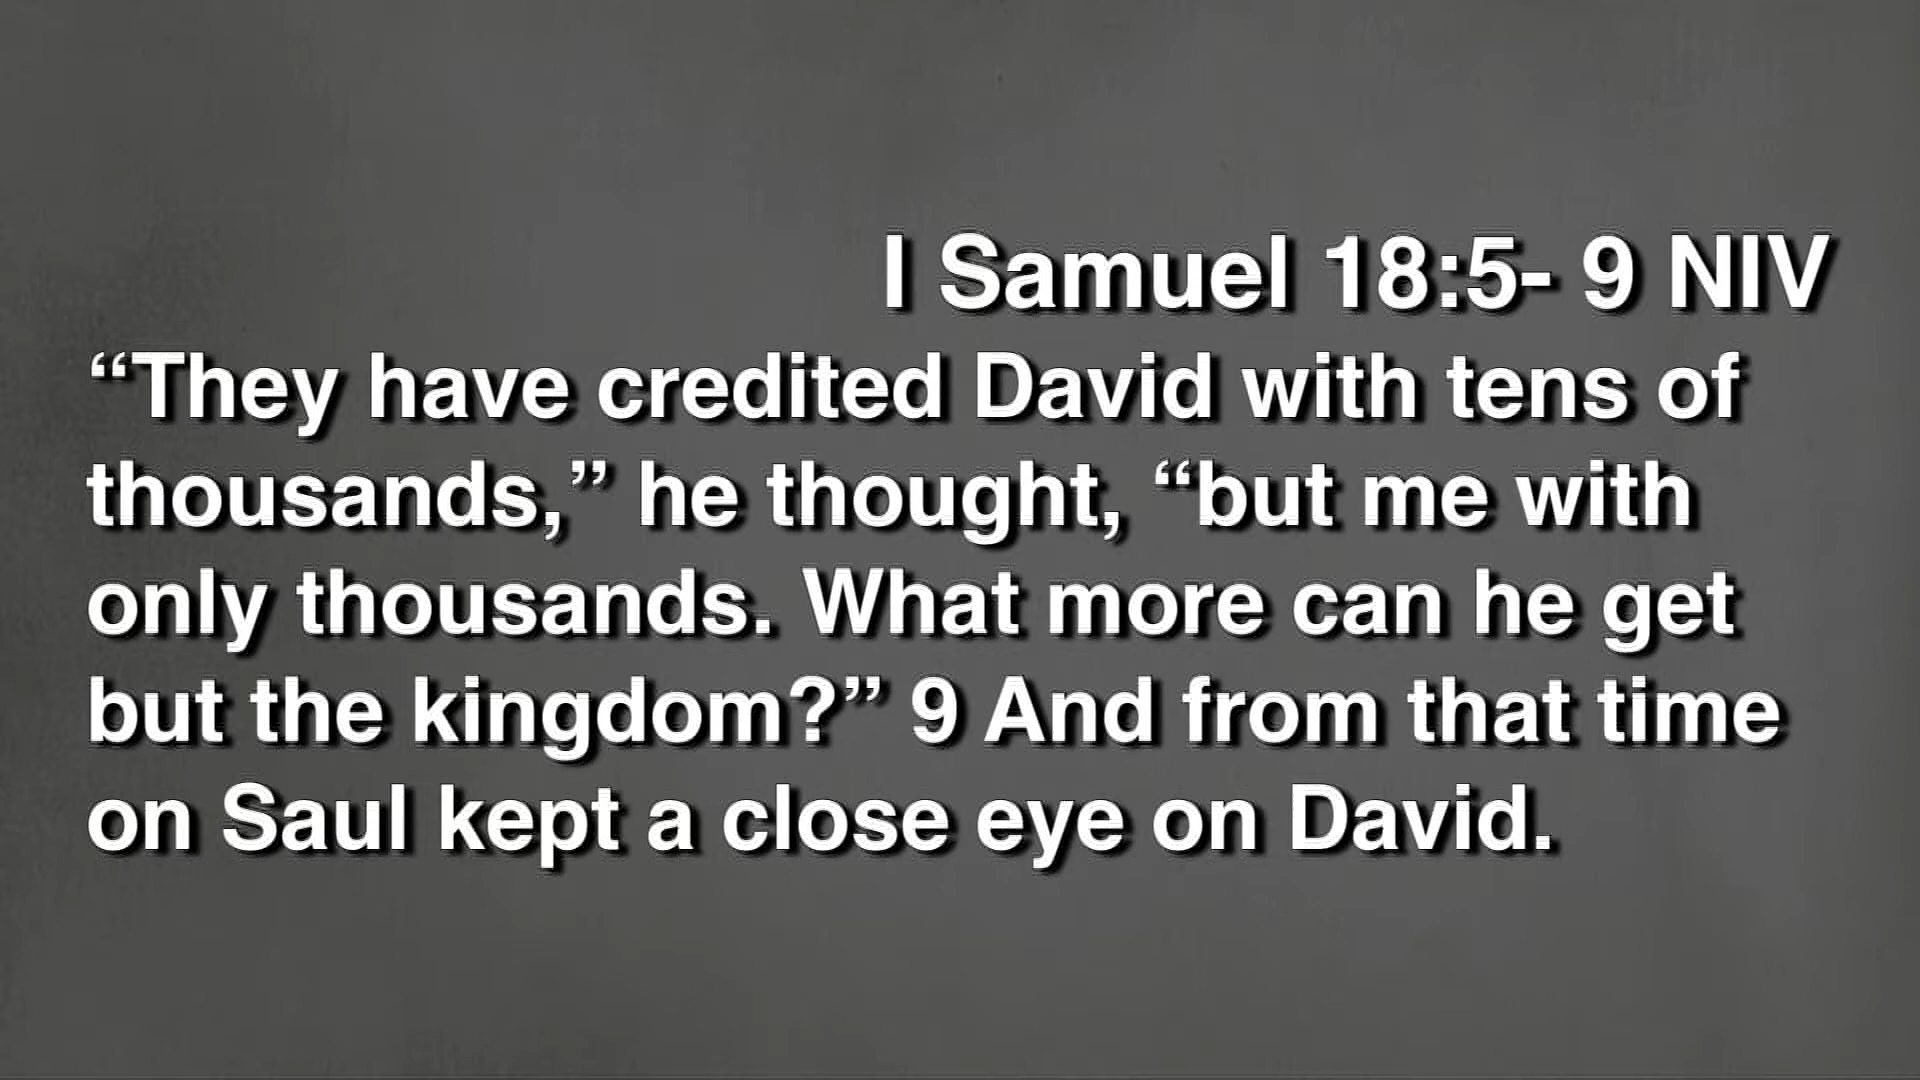 I Samuel 18:5- 9 NIV
“They have credited David with tens of
thousands,” he thought, “but me with
only thousands. What more can he get
but the kingdom?” 9 And from that time
on Saul kept a close eye on David.